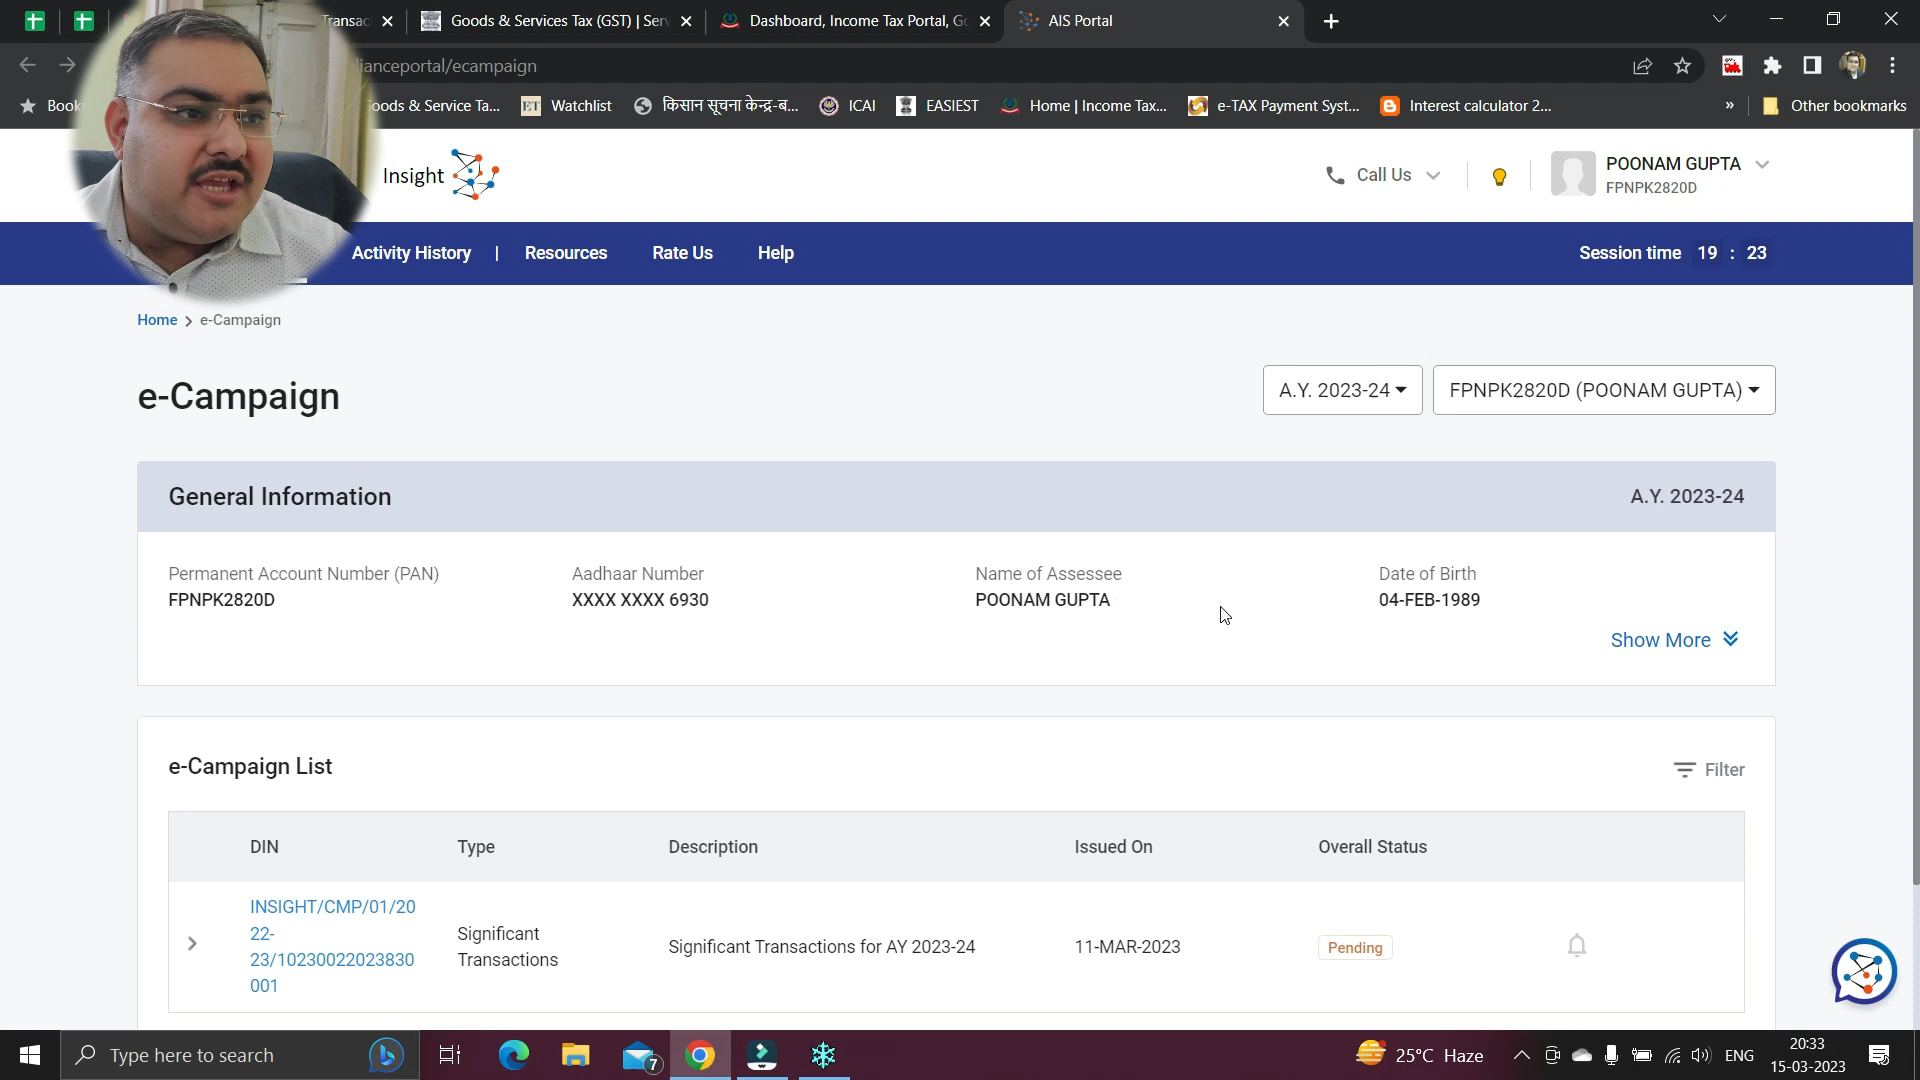 Transac
Goods & Services Tax (GST) | Serv
Dashboard, Income Tax Portal, Go
AIS Portal
ianceportal/ecampaign
Book
oods & Service Ta...
ET Watchlist
किसान सूचना केन्द्र-ब...
ICAI
EASIEST
Home | Income Tax...
e-TAX Payment Syst...
Interest calculator 2...
»
Other bookmarks
Insight
Call Us
POONAM GUPTA
FPNPK2820D
Activity History | Resources Rate Us Help
Session time 19 : 23
Home > e-Campaign
e-Campaign
A.Y. 2023-24
FPNPK2820D (POONAM GUPTA)
General Information
A.Y. 2023-24
Permanent Account Number (PAN)
FPNPK2820D
Aadhaar Number
XXXX XXXX 6930
Name of Assessee
POONAM GUPTA
Date of Birth
04-FEB-1989
Show More
e-Campaign List
Filter
DIN Type Description Issued On Overall Status
INSIGHT/CMP/01/20
22-
23/10230022023830
001
Significant
Transactions
Significant Transactions for AY 2023-24
11-MAR-2023
Pending
Type here to search
7
25°C Haze
ENG
20:33
15-03-2023